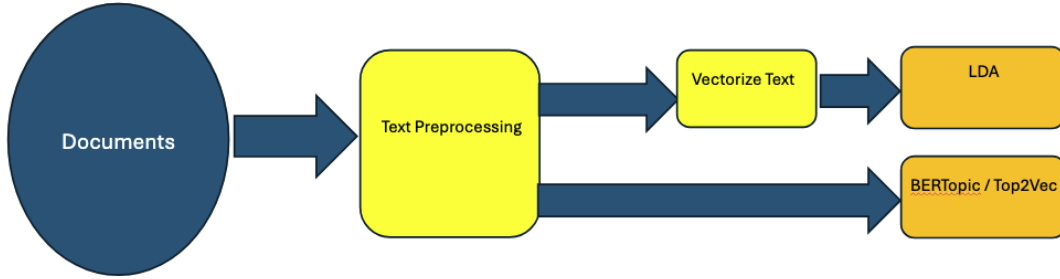 Documents
Text Preprocessing
Vectorize Text
LDA
BERTopic / Top2Vec